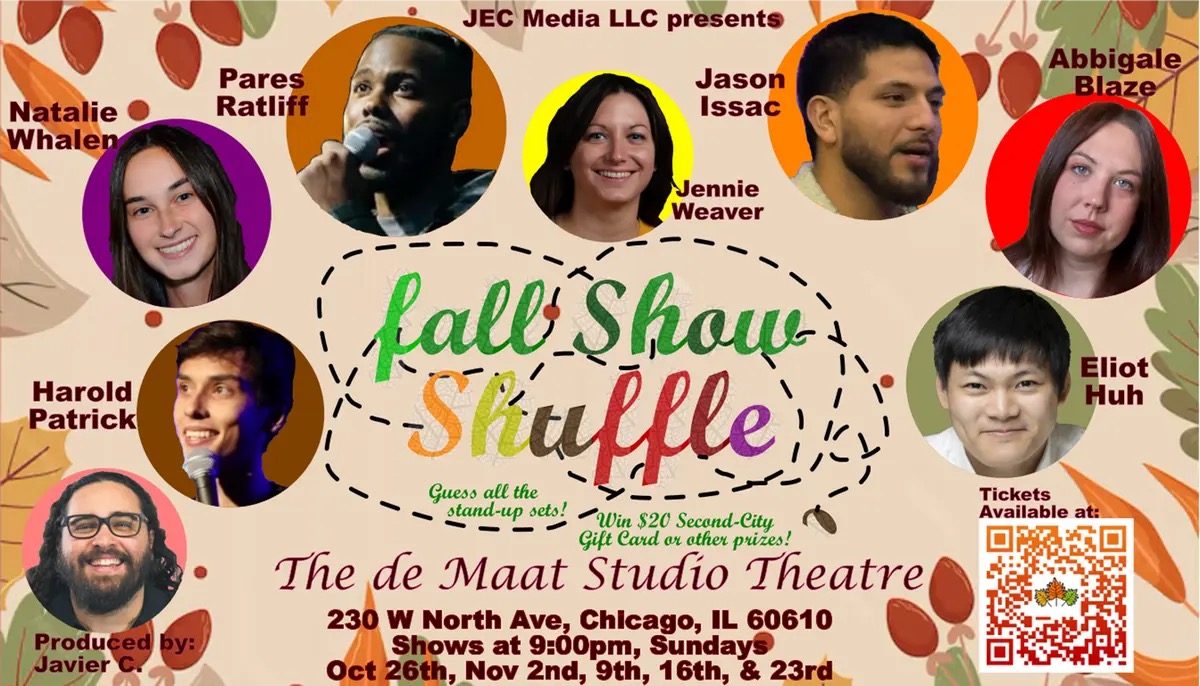 JEC Media LLC presents
Natalie
Whalen
Pares
Ratliff
Jennie
Weaver
Jason
Issac
Abbigale
Blaze
Harold
Patrick
Eliot
Huh
fall Show
Shuffle
Guess all the
stand-up sets!
Win $20 Second-City
Gift Card or other prizes!
The de Maat Studio Theatre
230 W North Ave, ChIcago, IL 60610
Shows at 9:00pm, Sundays
Oct 26th, Nov 2nd, 9th, 16th, & 23rd
Produced by:
Javier C.
Tickets
Available at: